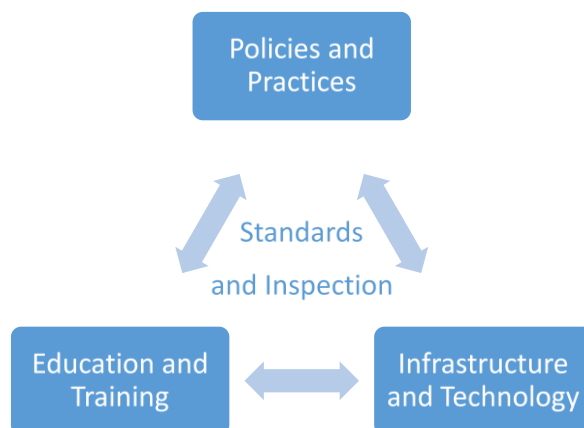 Policies and
Practices
Standards
and Inspection
Education and
Training
Infrastructure
and Technology